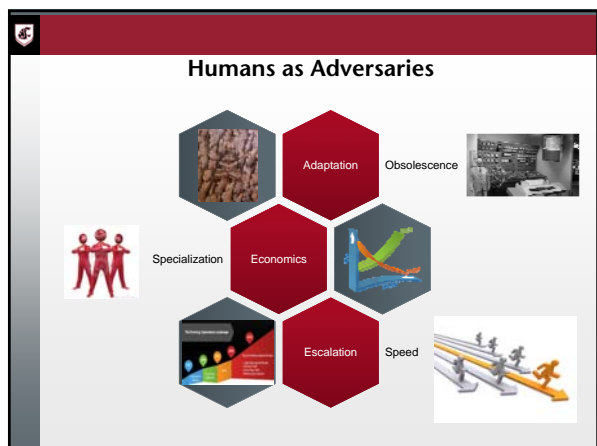 Humans as Adversaries
Adaptation
Obsolescence
Specialization
Economics
Escalation
Speed